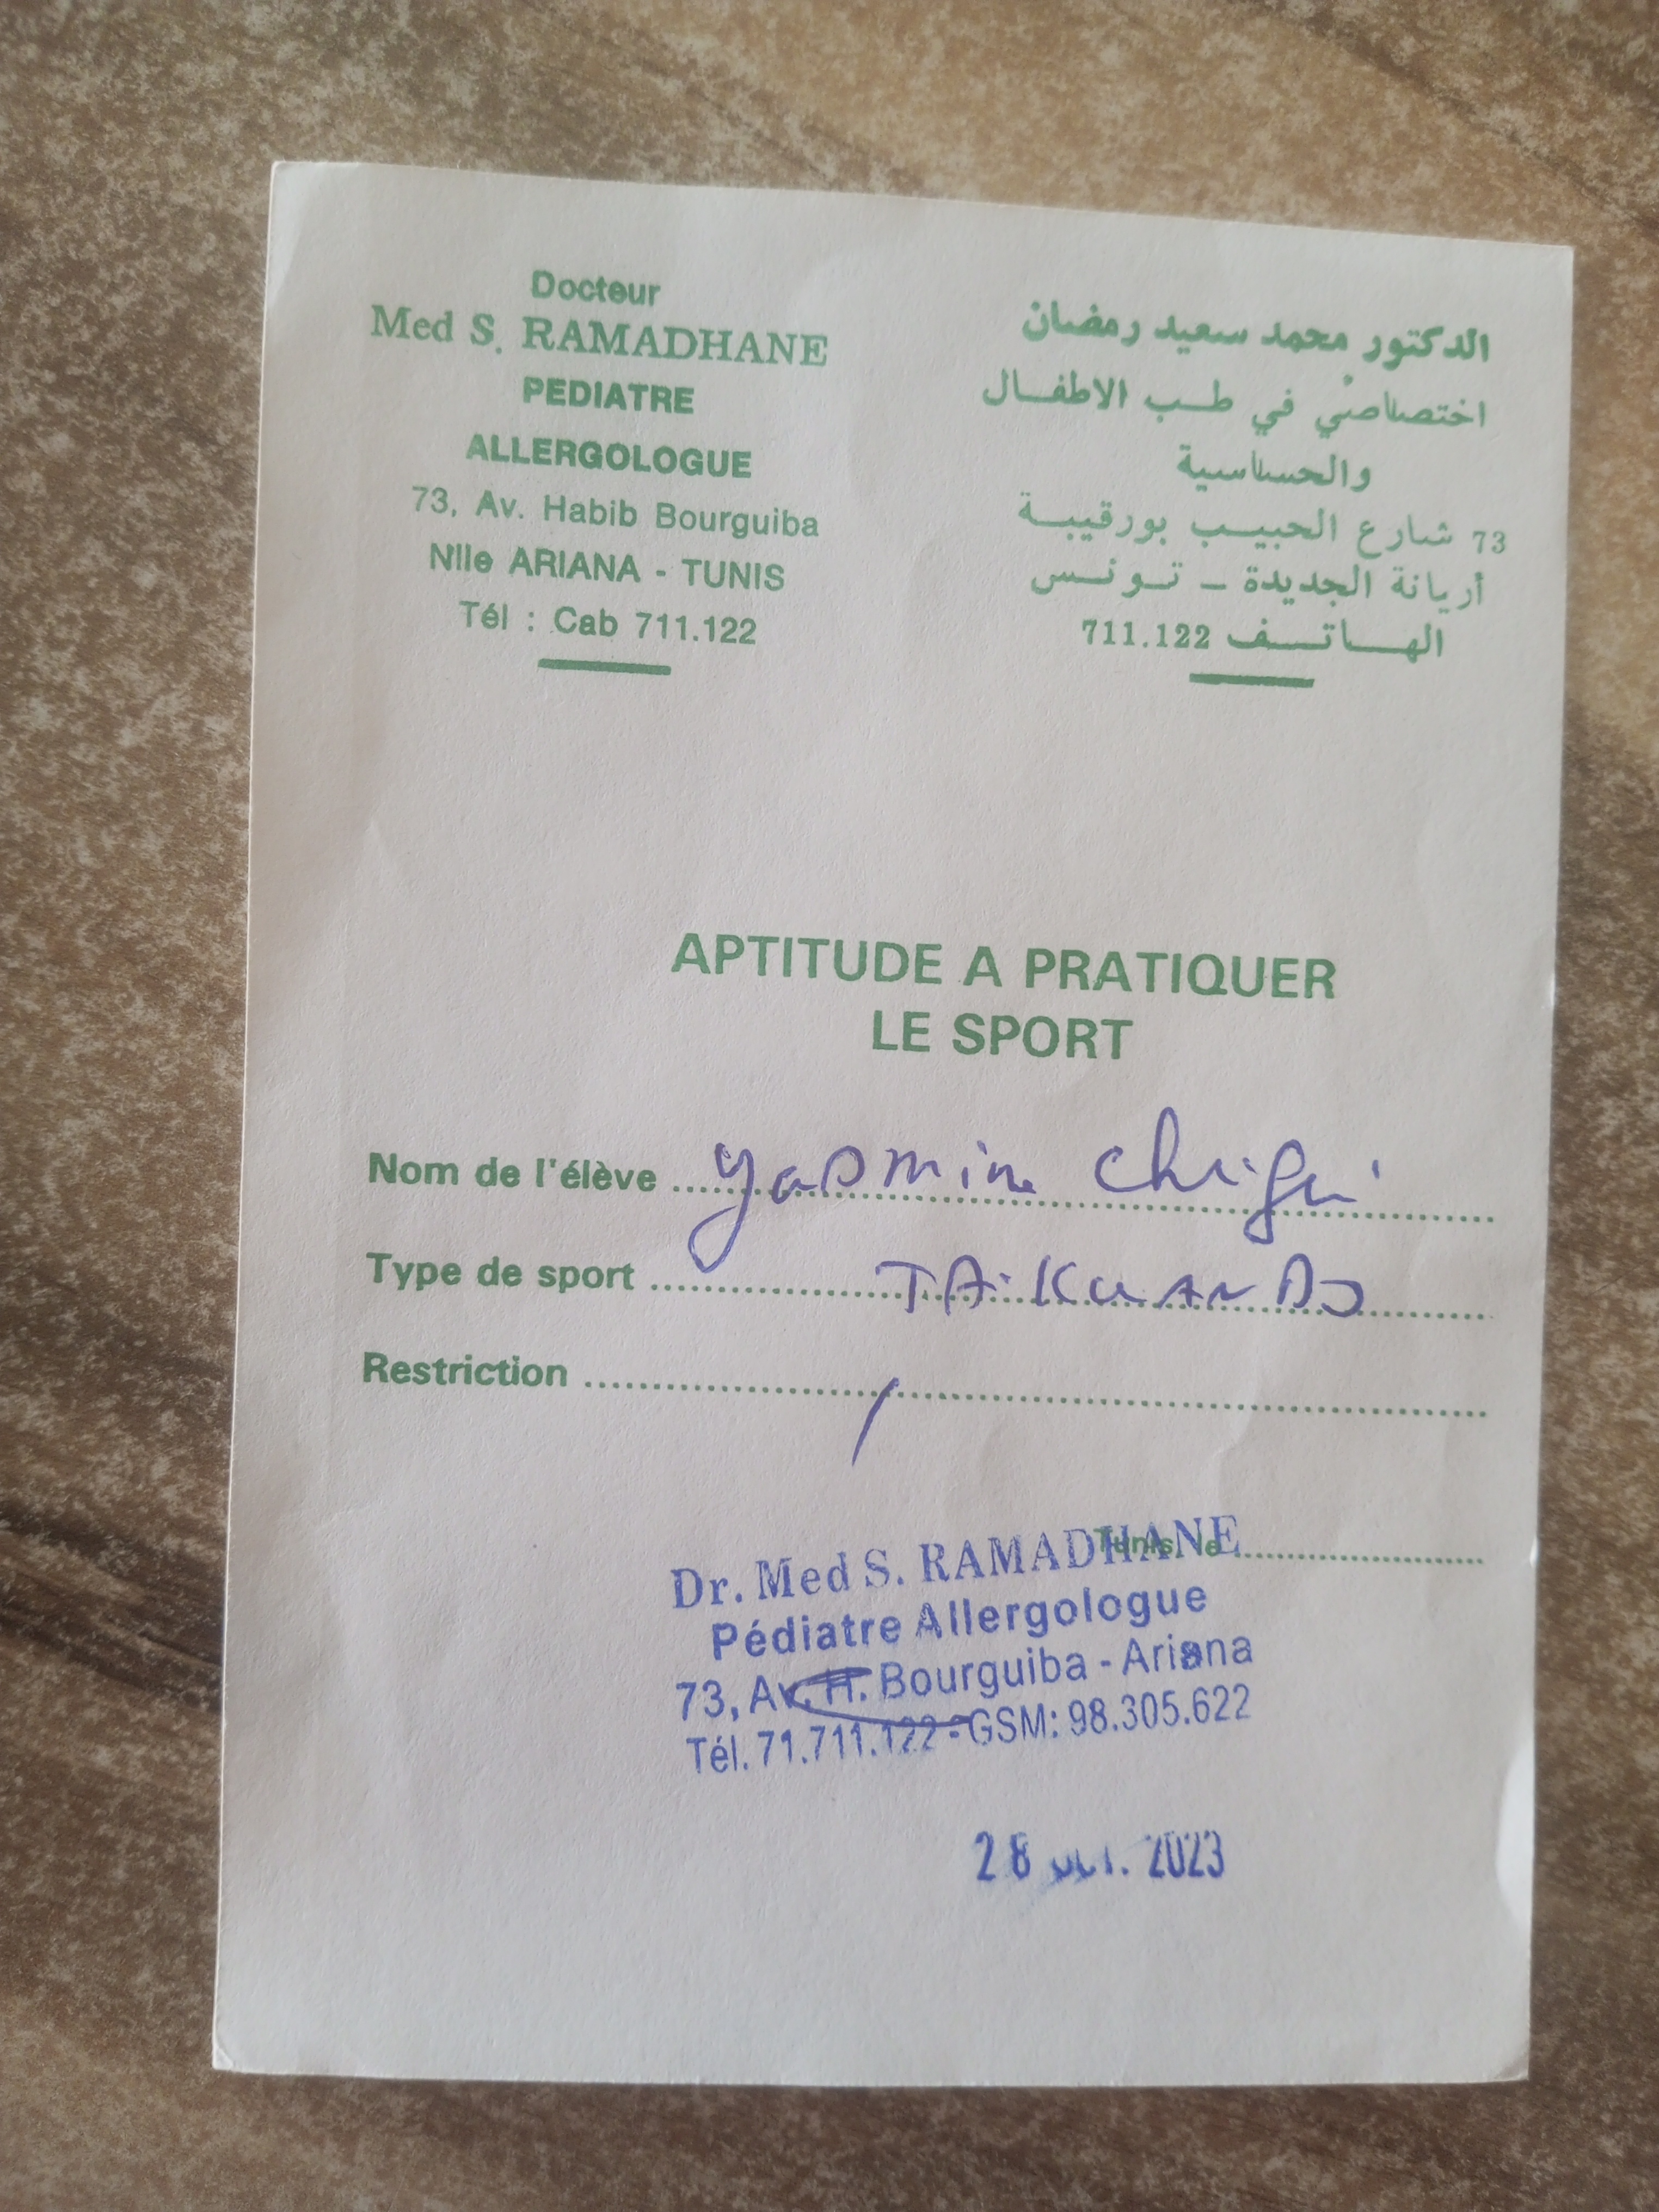 Docteur
Med S. RAMADHANE
PEDIATRE
ALLERGOLOGUE
73, Av. Habib Bourguiba
Nlle ARIANA - TUNIS
Tél : Cab 711.122
الدكتور محمد سعيد رمضان
اختصاصي في طب الاطفال
والحساسية
73 شارع الحبيب بورقيبة
أريانة الجديدة - تونس
الهاتف 711.122
APTITUDE A PRATIQUER
LE SPORT
Nom de l'élève Yasmine
Type de sport TAIKUANDO
Restriction /
Tunis, le
Dr. Med S. RAMADHANE
Pédiatre Allergologue
73, Av. H. Bourguiba - Ariana
Tél. 71.711.122 - GSM: 98.305.622
28 2023